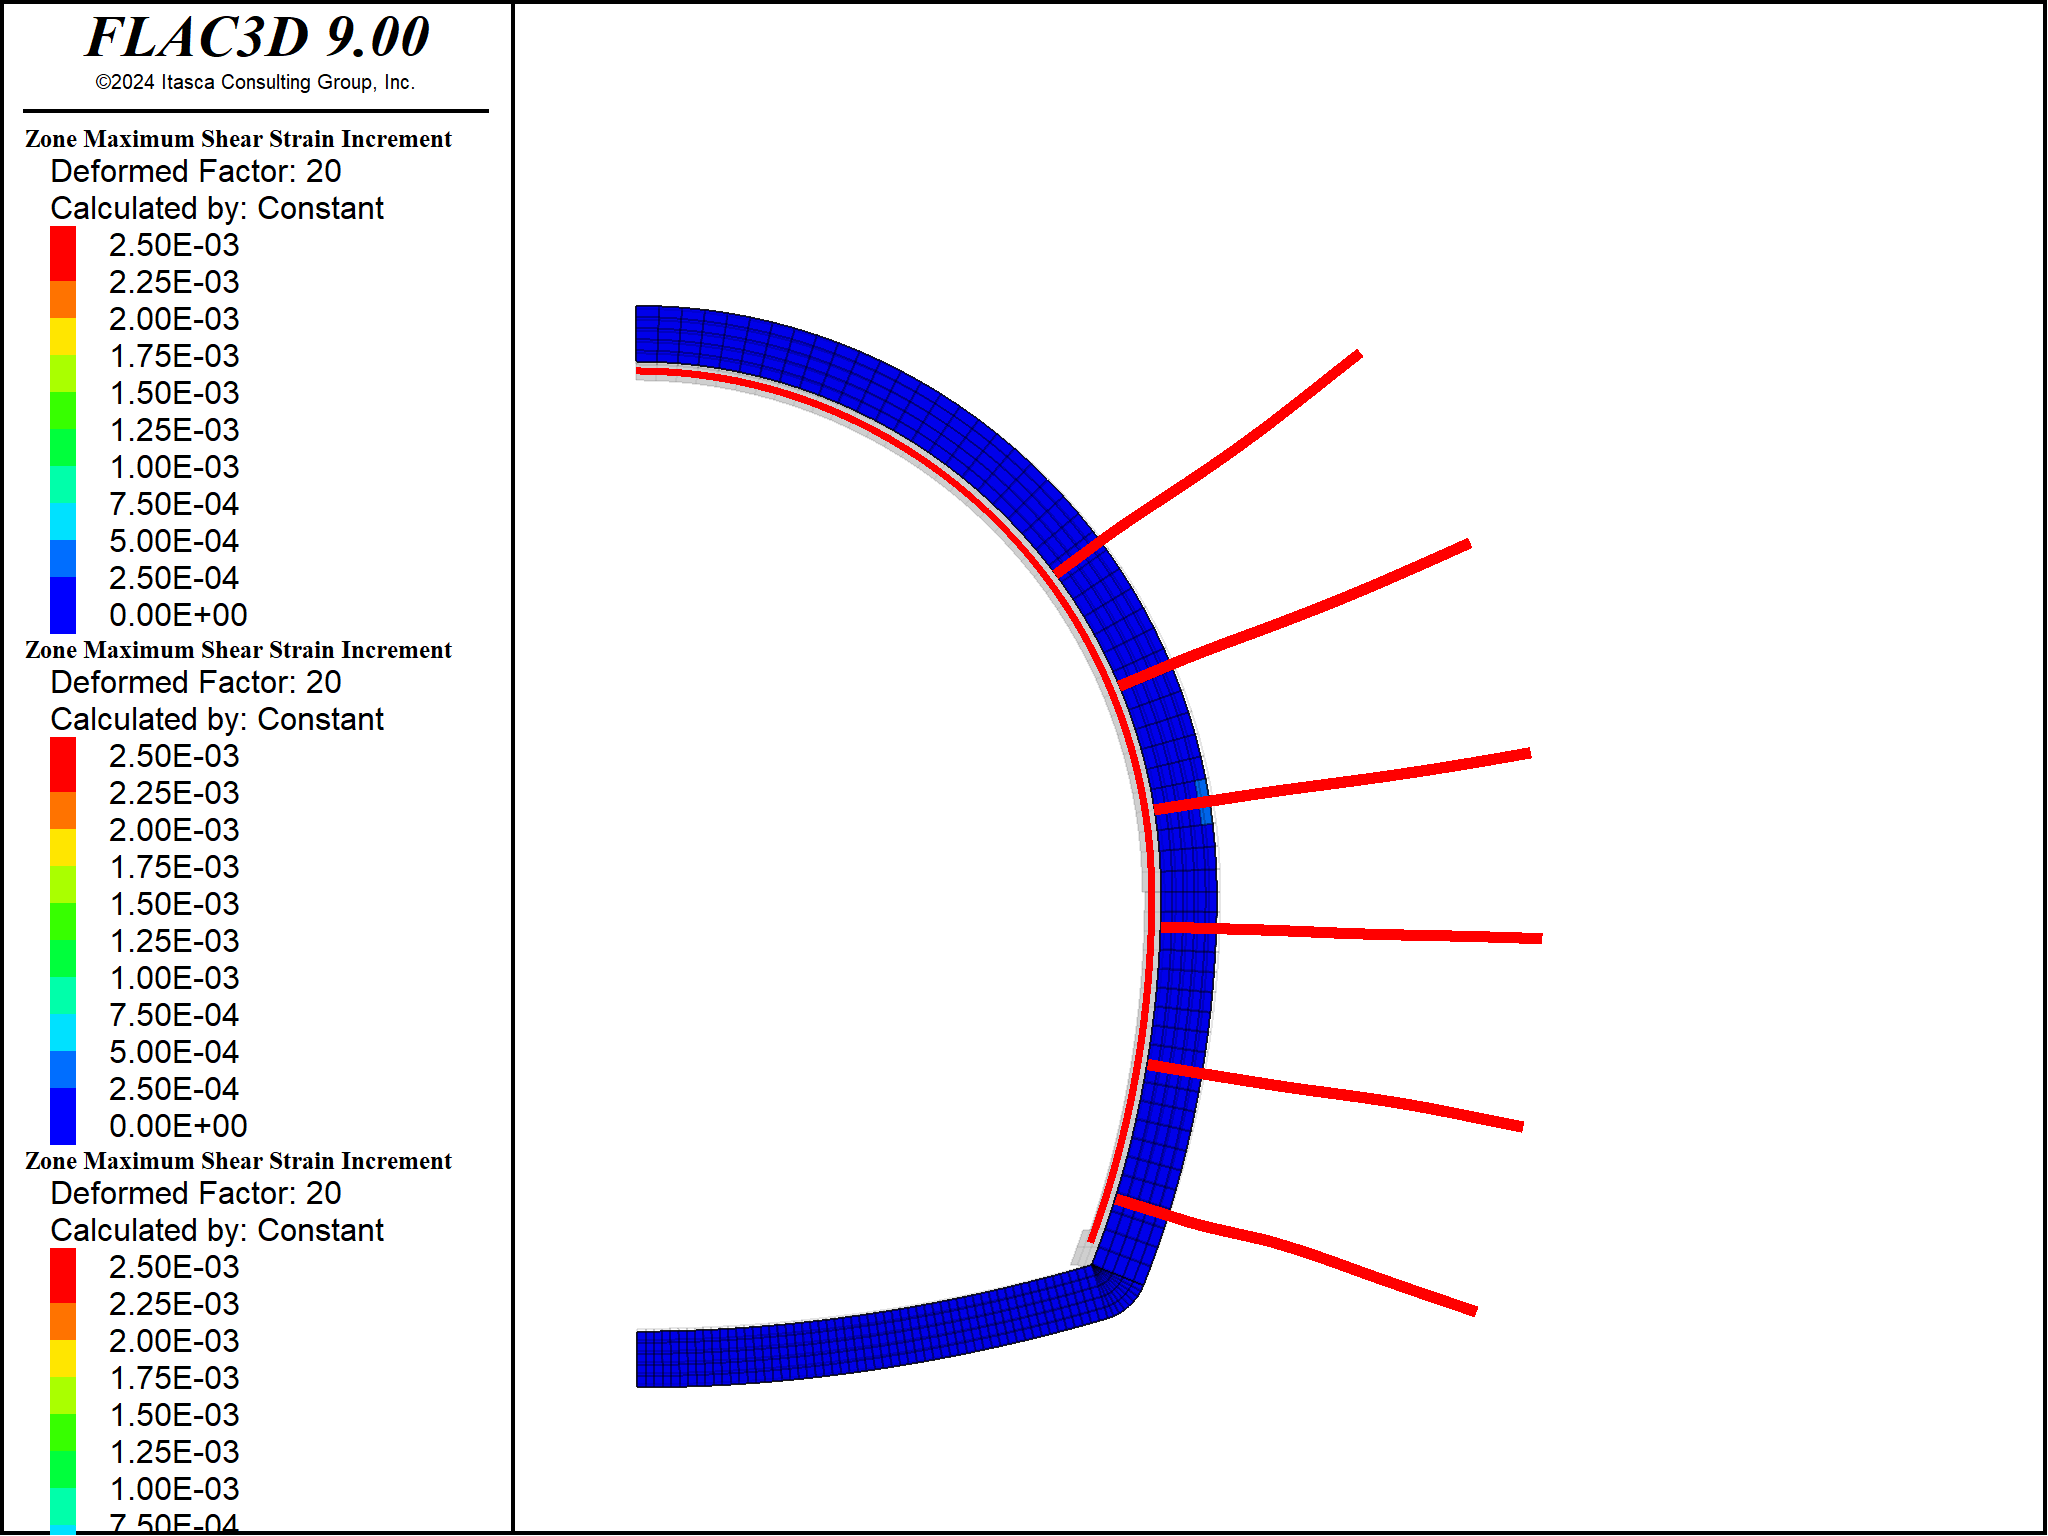 FLAC3D 9.00
©2024 Itasca Consulting Group, Inc.
Zone Maximum Shear Strain Increment
Deformed Factor: 20
Calculated by: Constant
2.50E-03
2.25E-03
2.00E-03
1.75E-03
1.50E-03
1.25E-03
1.00E-03
7.50E-04
5.00E-04
2.50E-04
0.00E+00
Zone Maximum Shear Strain Increment
Deformed Factor: 20
Calculated by: Constant
2.50E-03
2.25E-03
2.00E-03
1.75E-03
1.50E-03
1.25E-03
1.00E-03
7.50E-04
5.00E-04
2.50E-04
0.00E+00
Zone Maximum Shear Strain Increment
Deformed Factor: 20
Calculated by: Constant
2.50E-03
2.25E-03
2.00E-03
1.75E-03
1.50E-03
1.25E-03
1.00E-03
7.50E-04